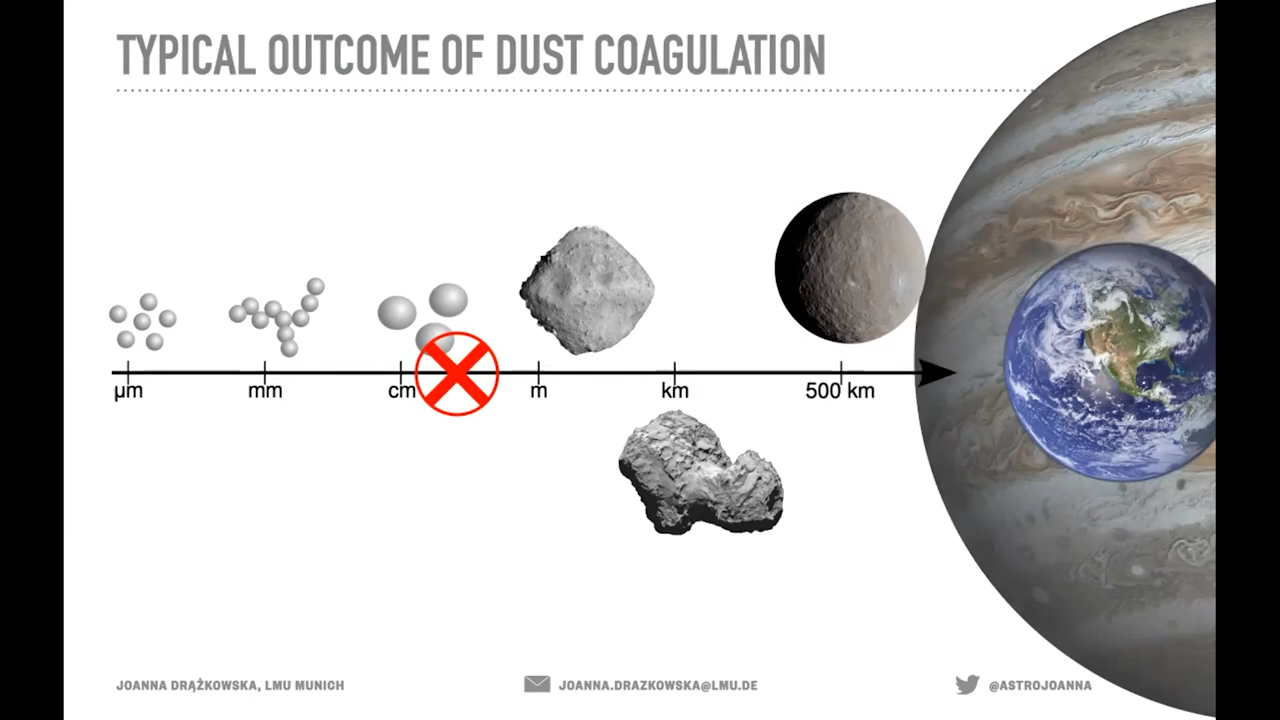 TYPICAL OUTCOME OF DUST COAGULATION
µm mm cm m km 500 km
JOANNA DRĄŻKOWSKA, LMU MUNICH JOANNA.DRAZKOWSKA@LMU.DE @ASTROJOANNA